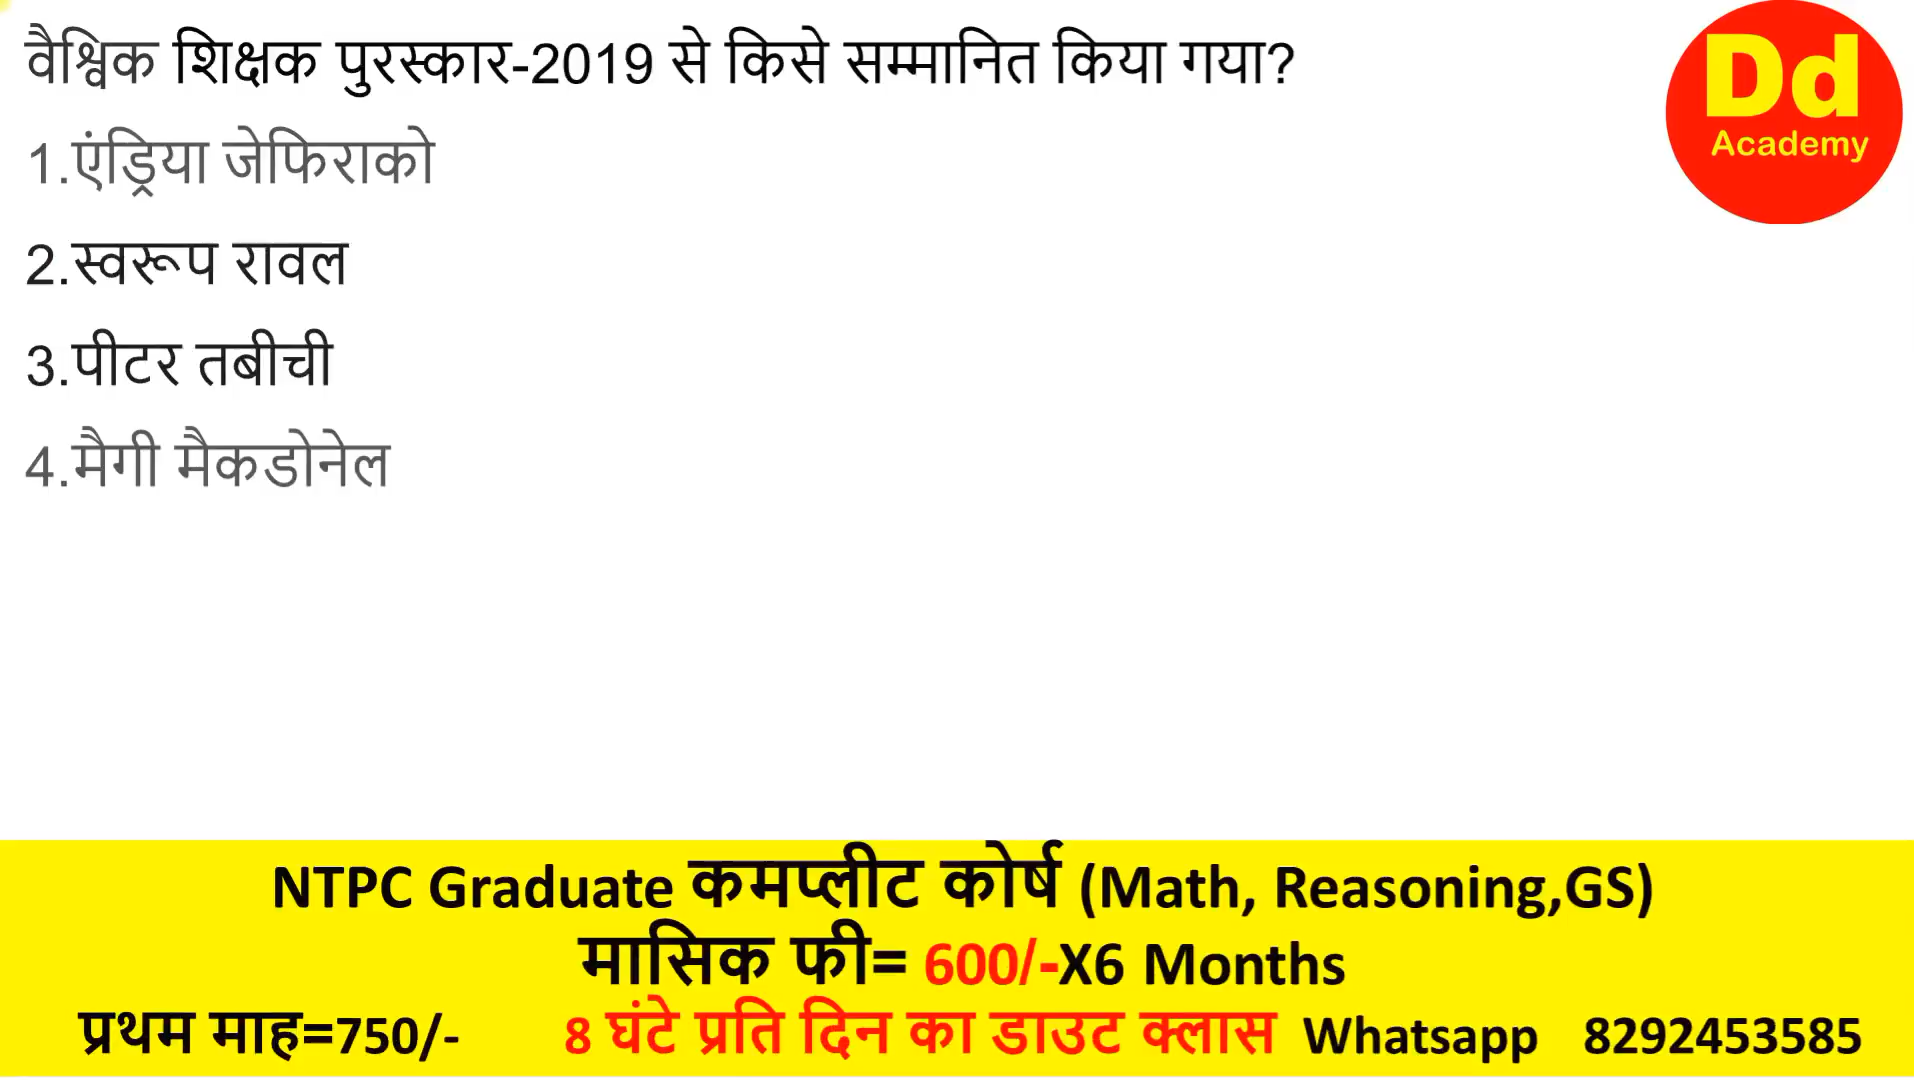 वैश्विक शिक्षक पुरस्कार-2019 से किसे सम्मानित किया गया?
Dd
Academy
1.एंड्रिया जेफिराको
2.स्वरूप रावल
3.पीटर तबीची
4.मैगी मैकडोनेल
NTPC Graduate कमप्लीट कोर्ष (Math, Reasoning,GS)
मासिक फी= 600/-X6 Months
प्रथम माह=750/- 8 घंटे प्रति दिन का डाउट क्लास Whatsapp 8292453585